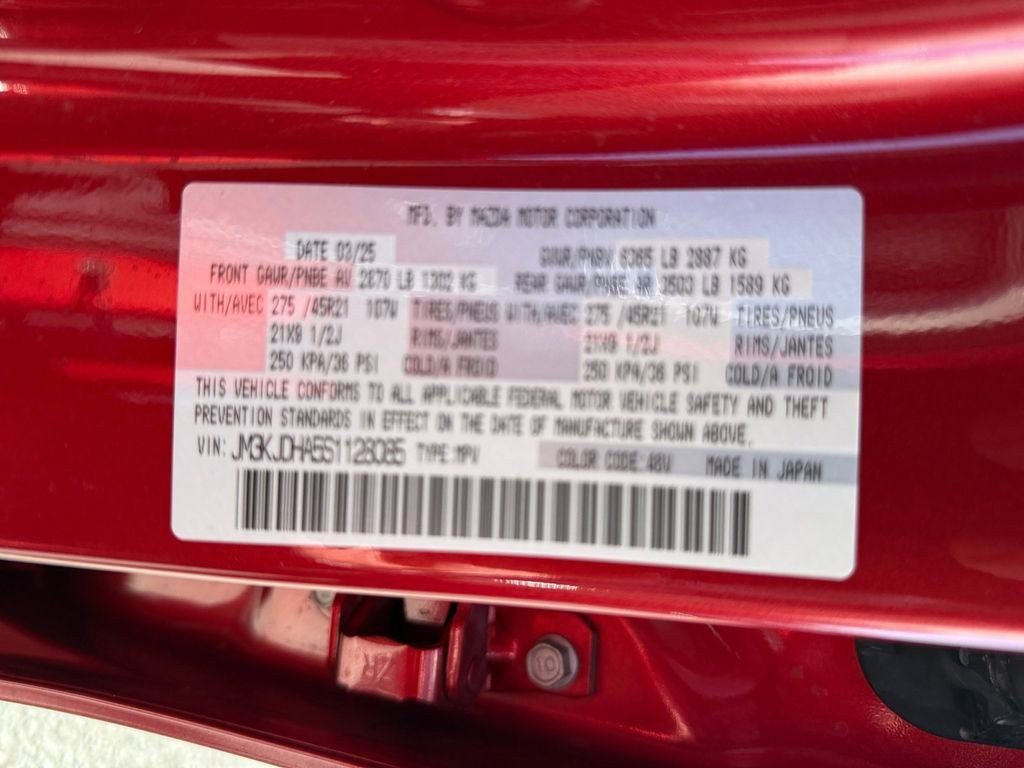 MFD. BY MAZDA MOTOR CORPORATION
DATE 03/25 GVWR/PNBV 6365 LB 2887 KG
FRONT GAWR/PNBE AV 2870 LB 1302 KG REAR GAWR/PNBE AR 3503 LB 1589 KG
WITH/AVEC 275 /45R21 107W TIRES/PNEUS WITH/AVEC 275 /45R21 107W TIRES/PNEUS
21X9 1/2J RIMS/JANTES 21X9 1/2J RIMS/JANTES
250 KPA/36 PSI COLD/A FROID 250 KPA/36 PSI COLD/A FROID
THIS VEHICLE CONFORMS TO ALL APPLICABLE FEDERAL MOTOR VEHICLE SAFETY AND THEFT
PREVENTION STANDARDS IN EFFECT ON THE DATE OF MANUFACTURE SHOWN ABOVE.
VIN: JM3KJDHA5S1128085 TYPE:MPV COLOR CODE:46V MADE IN JAPAN
ZR
10